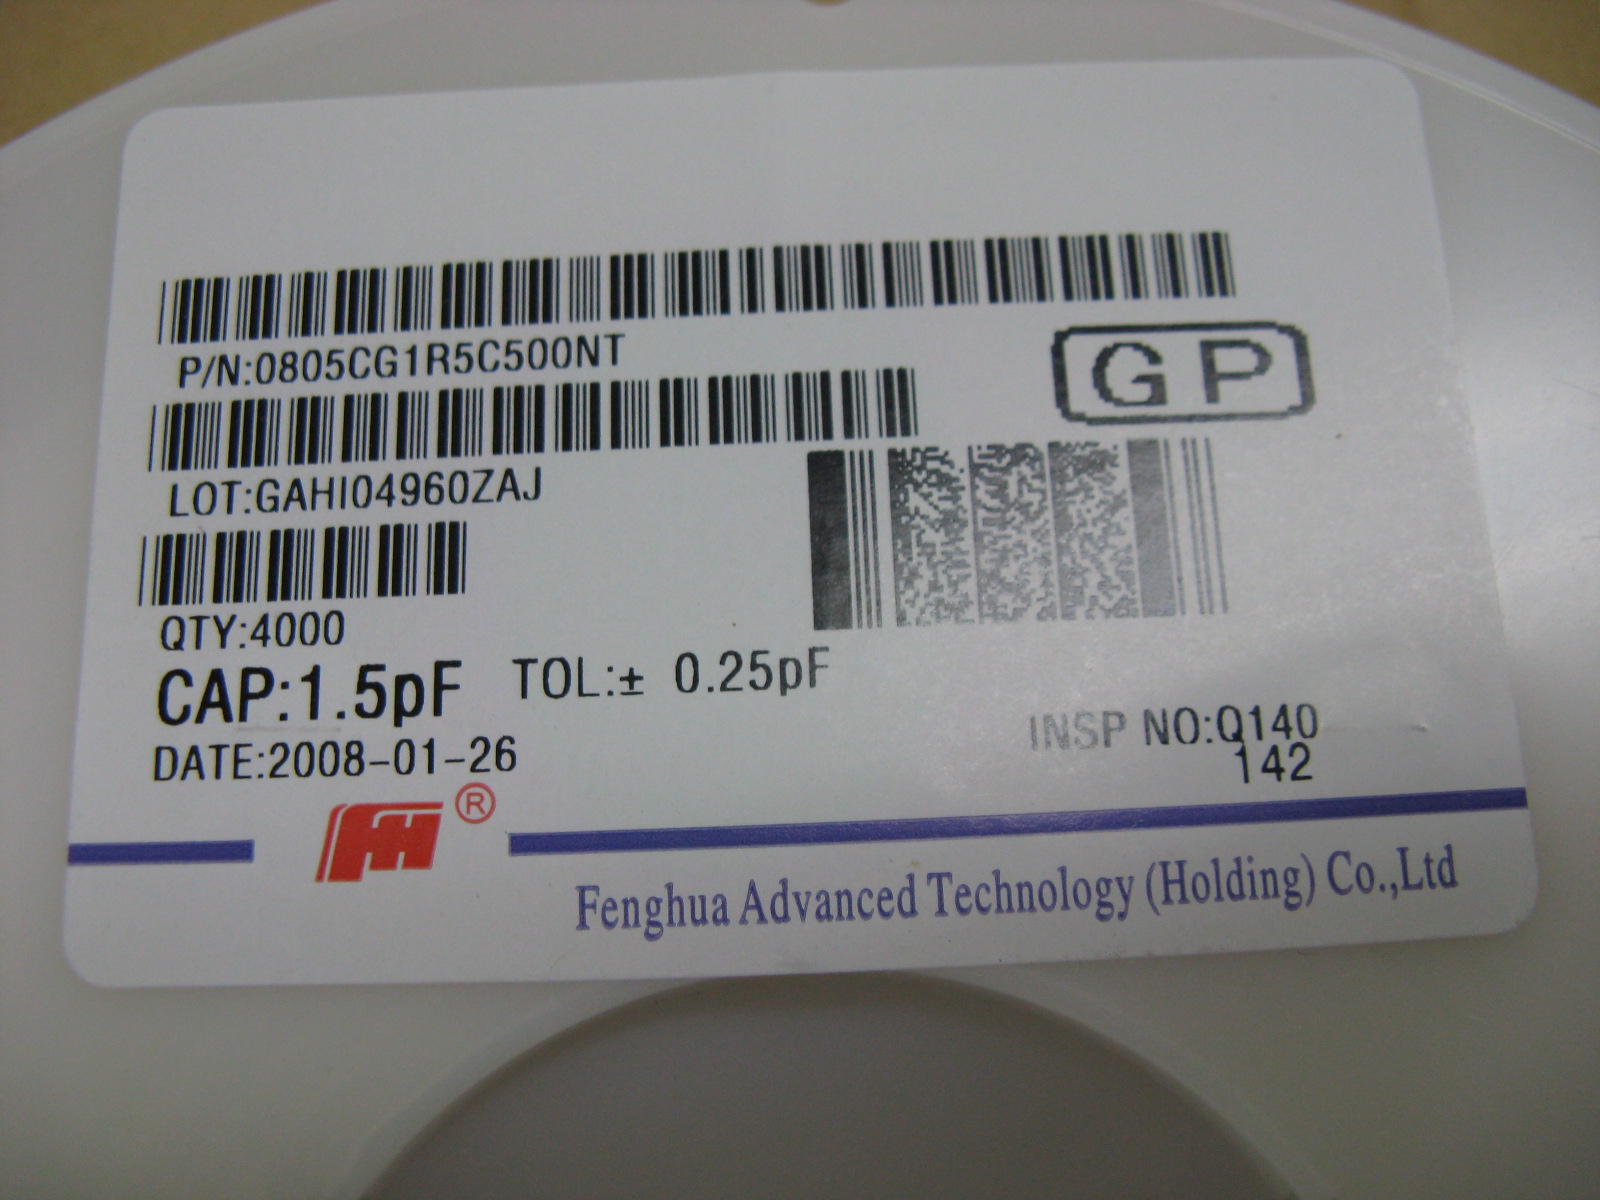 P/N:0805CG1R5C500NT
GP
LOT:GAHI04960ZAJ
QTY:4000
CAP:1.5pF TOL:± 0.25pF
INSP NO:Q140
142
DATE:2008-01-26
FH®
Fenghua Advanced Technology (Holding) Co.,Ltd